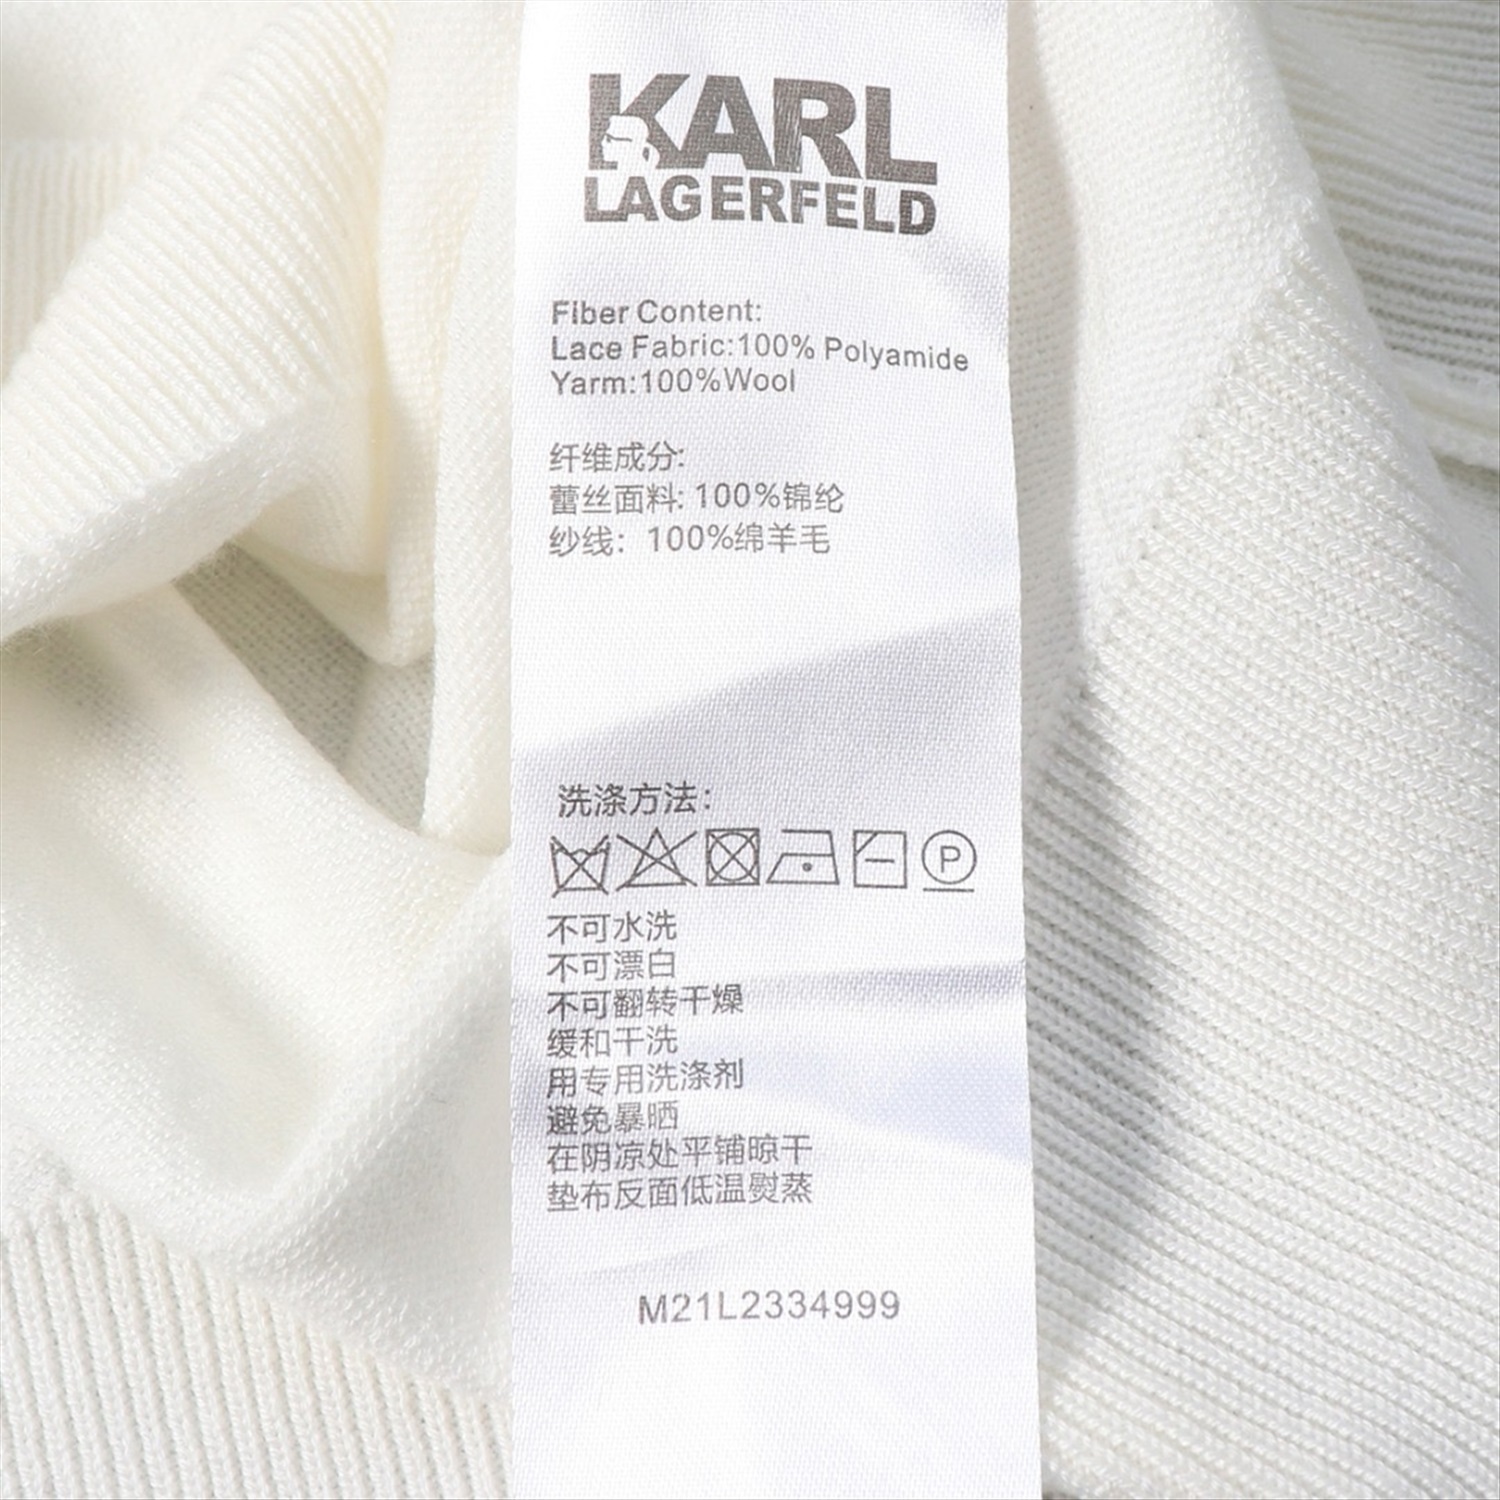 KARL
LAGERFELD
Fiber Content:
Lace Fabric:100% Polyamide
Yarm:100%Wool
纤维成分:
蕾丝面料: 100%锦纶
纱线: 100%绵羊毛
洗涤方法:
P
不可水洗
不可漂白
不可翻转干燥
缓和干洗
用专用洗涤剂
避免暴晒
在阴凉处平铺晾干
垫布反面低温熨蒸
M21L2334999